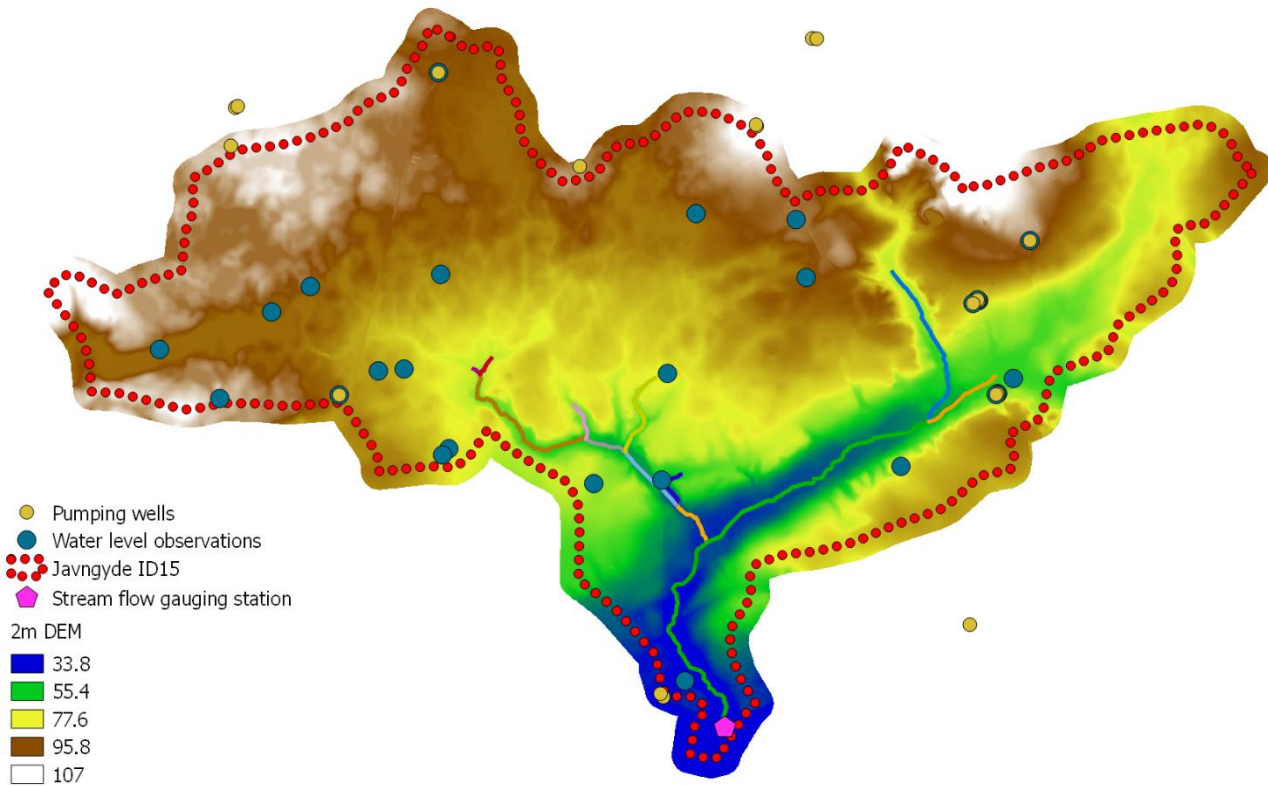 Pumping wells
Water level observations
Javngyde ID15
Stream flow gauging station
2m DEM
33.8
55.4
77.6
95.8
107